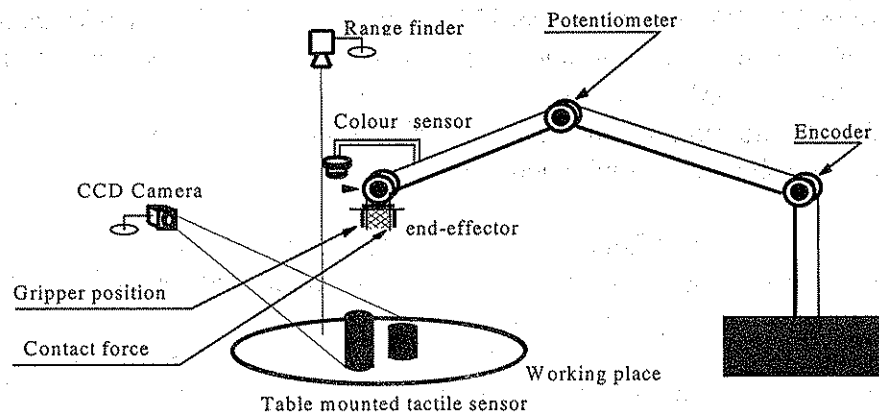 Potentiometer
Range finder
Colour sensor
Encoder
CCD Camera
end-effector
Gripper position
Contact force
Working place
Table mounted tactile sensor